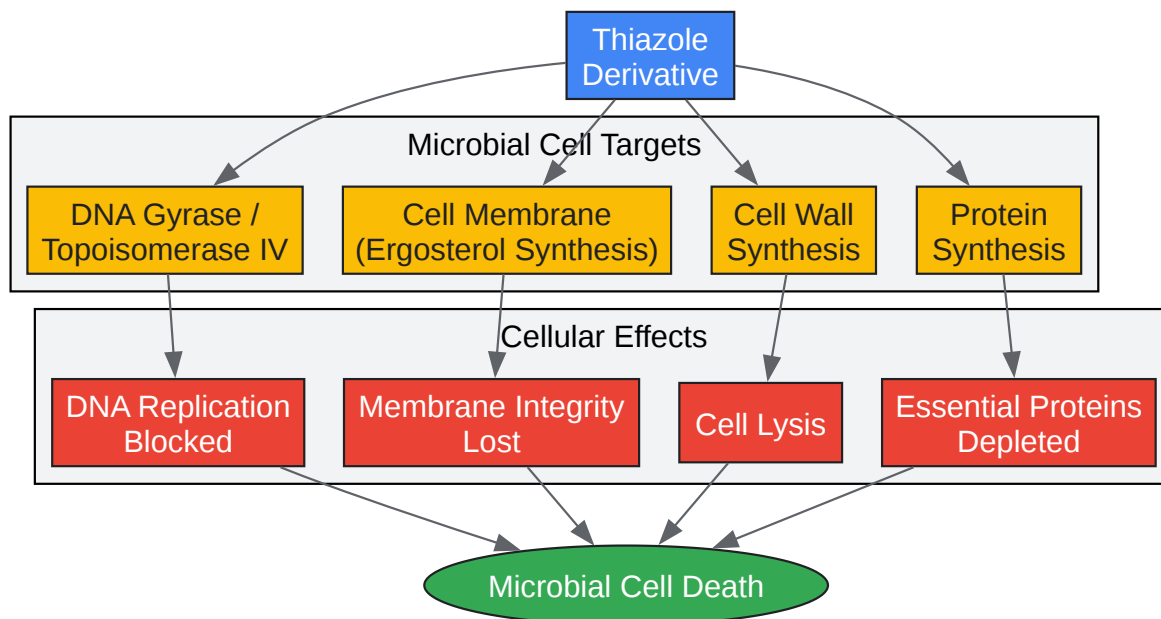 Thiazole
Derivative
Microbial Cell Targets
DNA Gyrase /
Topoisomerase IV
Cell Membrane
(Ergosterol Synthesis)
Cell Wall
Synthesis
Protein
Synthesis
Cellular Effects
DNA Replication
Blocked
Membrane Integrity
Lost
Cell Lysis
Essential Proteins
Depleted
Microbial Cell Death